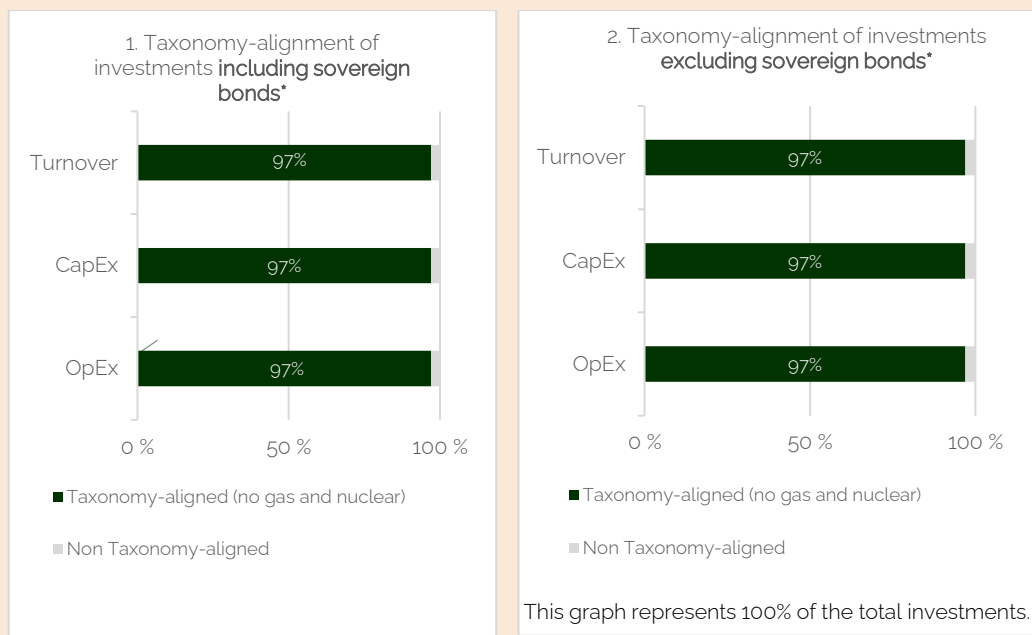 1. Taxonomy-alignment of
investments including sovereign
bonds*
Turnover
97%
CapEx
97%
OpEx
97%
0 %
50 %
100 %
Taxonomy-aligned (no gas and nuclear)
Non Taxonomy-aligned
2. Taxonomy-alignment of investments
excluding sovereign bonds*
Turnover
97%
CapEx
97%
OpEx
97%
0 %
50 %
100 %
Taxonomy-aligned (no gas and nuclear)
Non Taxonomy-aligned
This graph represents 100% of the total investments.